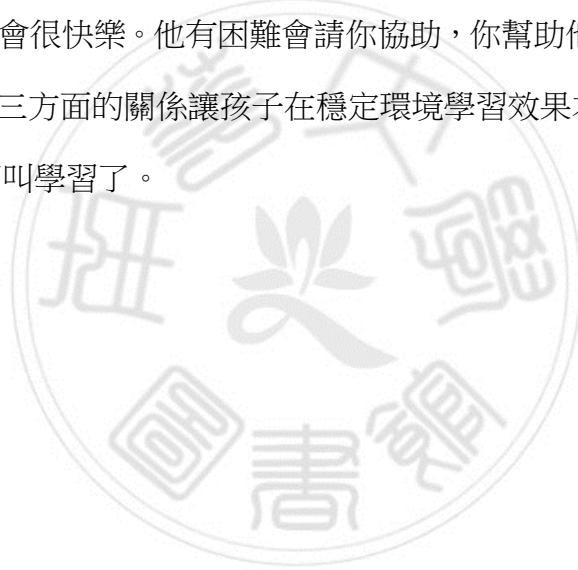 會很快樂。他有困難會請你協助，你幫助他
三方面的關係讓孩子在穩定環境學習效果
叫學習了。